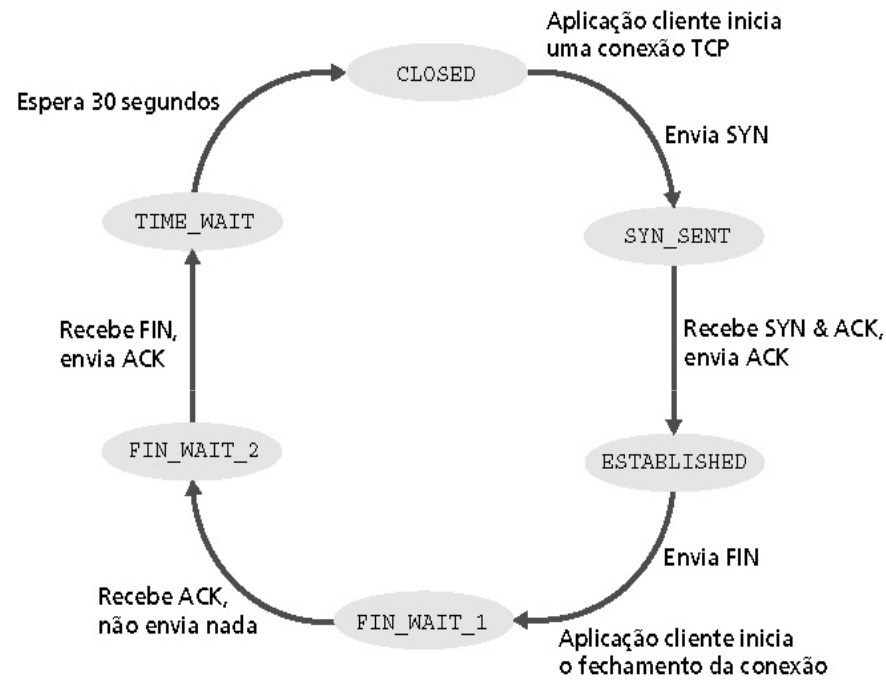 Aplicação cliente inicia
uma conexão TCP
CLOSED
Espera 30 segundos
Envia SYN
TIME_WAIT
SYN_SENT
Recebe FIN,
envia ACK
Recebe SYN & ACK,
envia ACK
FIN_WAIT_2
ESTABLISHED
Envia FIN
Recebe ACK,
não envia nada
FIN_WAIT_1
Aplicação cliente inicia
o fechamento da conexão